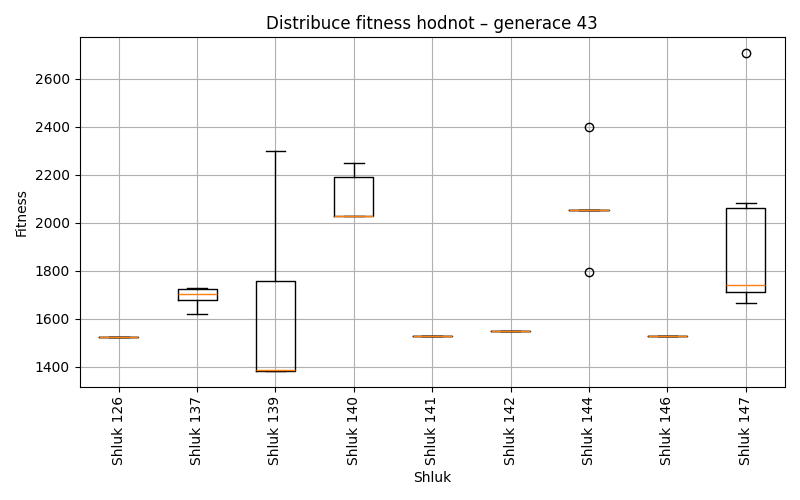 Distribuce fitness hodnot – generace 43
Fitness
2600
2400
2200
2000
1800
1600
1400
Shluk 126
Shluk 137
Shluk 139
Shluk 140
Shluk 141
Shluk 142
Shluk 144
Shluk 146
Shluk 147
Shluk